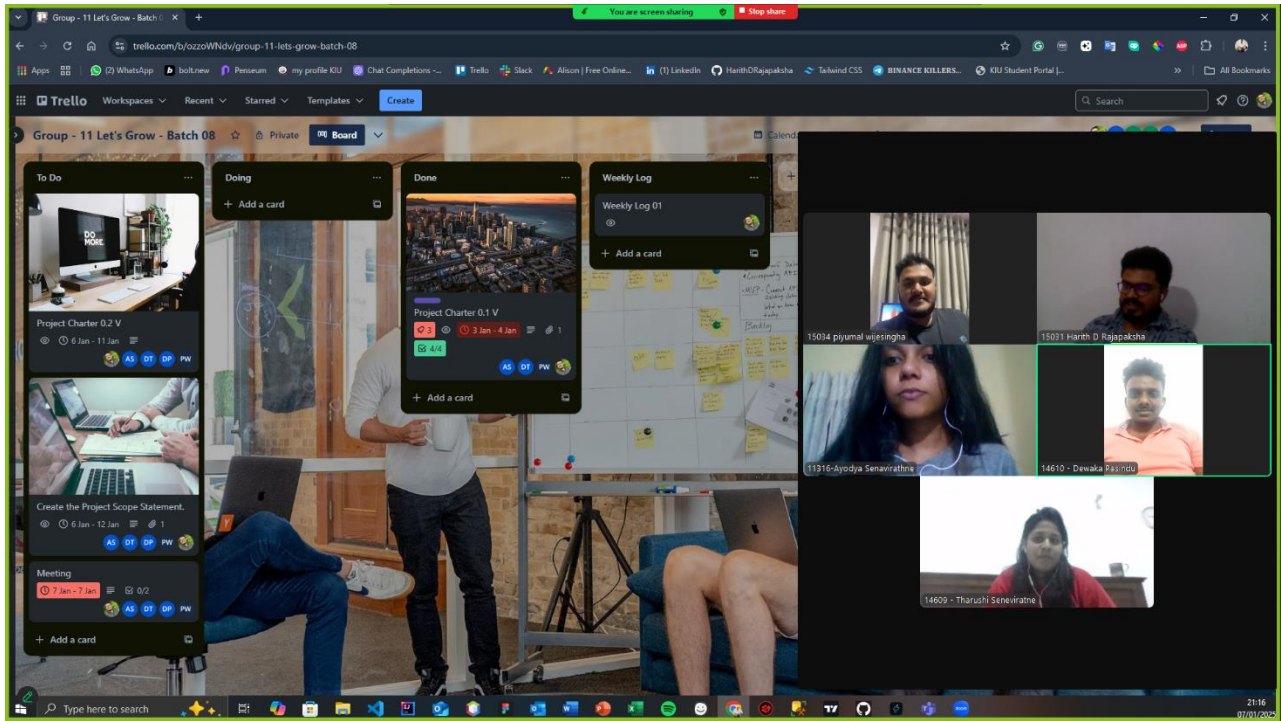 Group - 11 Let's Grow - Batch 0
You are screen sharing
Stop share
trello.com/b/ozzoWNdv/group-11-lets-grow-batch-08
Apps
(2) WhatsApp
bolt.new
Penseum
my profile KIU
Chat Completions -...
Trello
Slack
Alison | Free Online...
(1) LinkedIn
HarithDRajapaksha
Tailwind CSS
BINANCE KILLERS...
KIU Student Portal |...
All Bookmarks
Trello
Workspaces
Recent
Starred
Templates
Create
Search
Group - 11 Let's Grow - Batch 08
Private
Board
Calenda
To Do
DO MORE.
Project Charter 0.2 V
6 Jan - 11 Jan
AS DT DP PW
Create the Project Scope Statement.
6 Jan - 12 Jan 1
AS DT DP PW
Meeting
7 Jan - 7 Jan 0/2
AS DT DP PW
+ Add a card
Doing
+ Add a card
Done
Project Charter 0.1 V
3 3 Jan - 4 Jan 1
4/4
AS DT PW
+ Add a card
Weekly Log
Weekly Log 01
+ Add a card
Backlog
15034 piyumal wijesingha
15031 Harith D Rajapaksha
11316-Ayodya Senavirathne
14610 - Dewaka Pasindu
14609 - Tharushi Seneviratne
Type here to search
21:16
07/01/2025